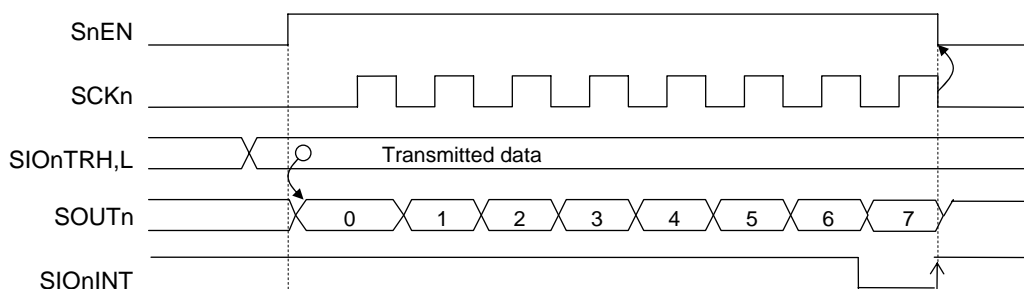 SnEN
SCKn
SIOnTRH,L
Transmitted data
SOUTn
0 1 2 3 4 5 6 7
SIOnINT